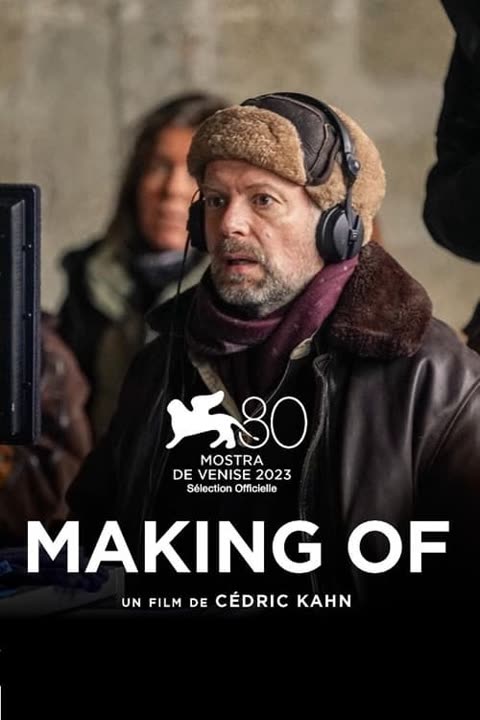 80
MOSTRA
DE VENISE 2023
Sélection Officielle
MAKING OF
UN FILM DE CÉDRIC KAHN